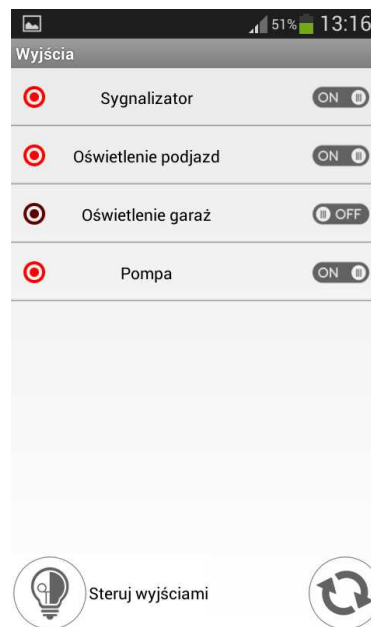 51% 13:16
Wyjścia
Sygnalizator ON
Oświetlenie podjazd ON
Oświetlenie garaż OFF
Pompa ON
Steruj wyjściami